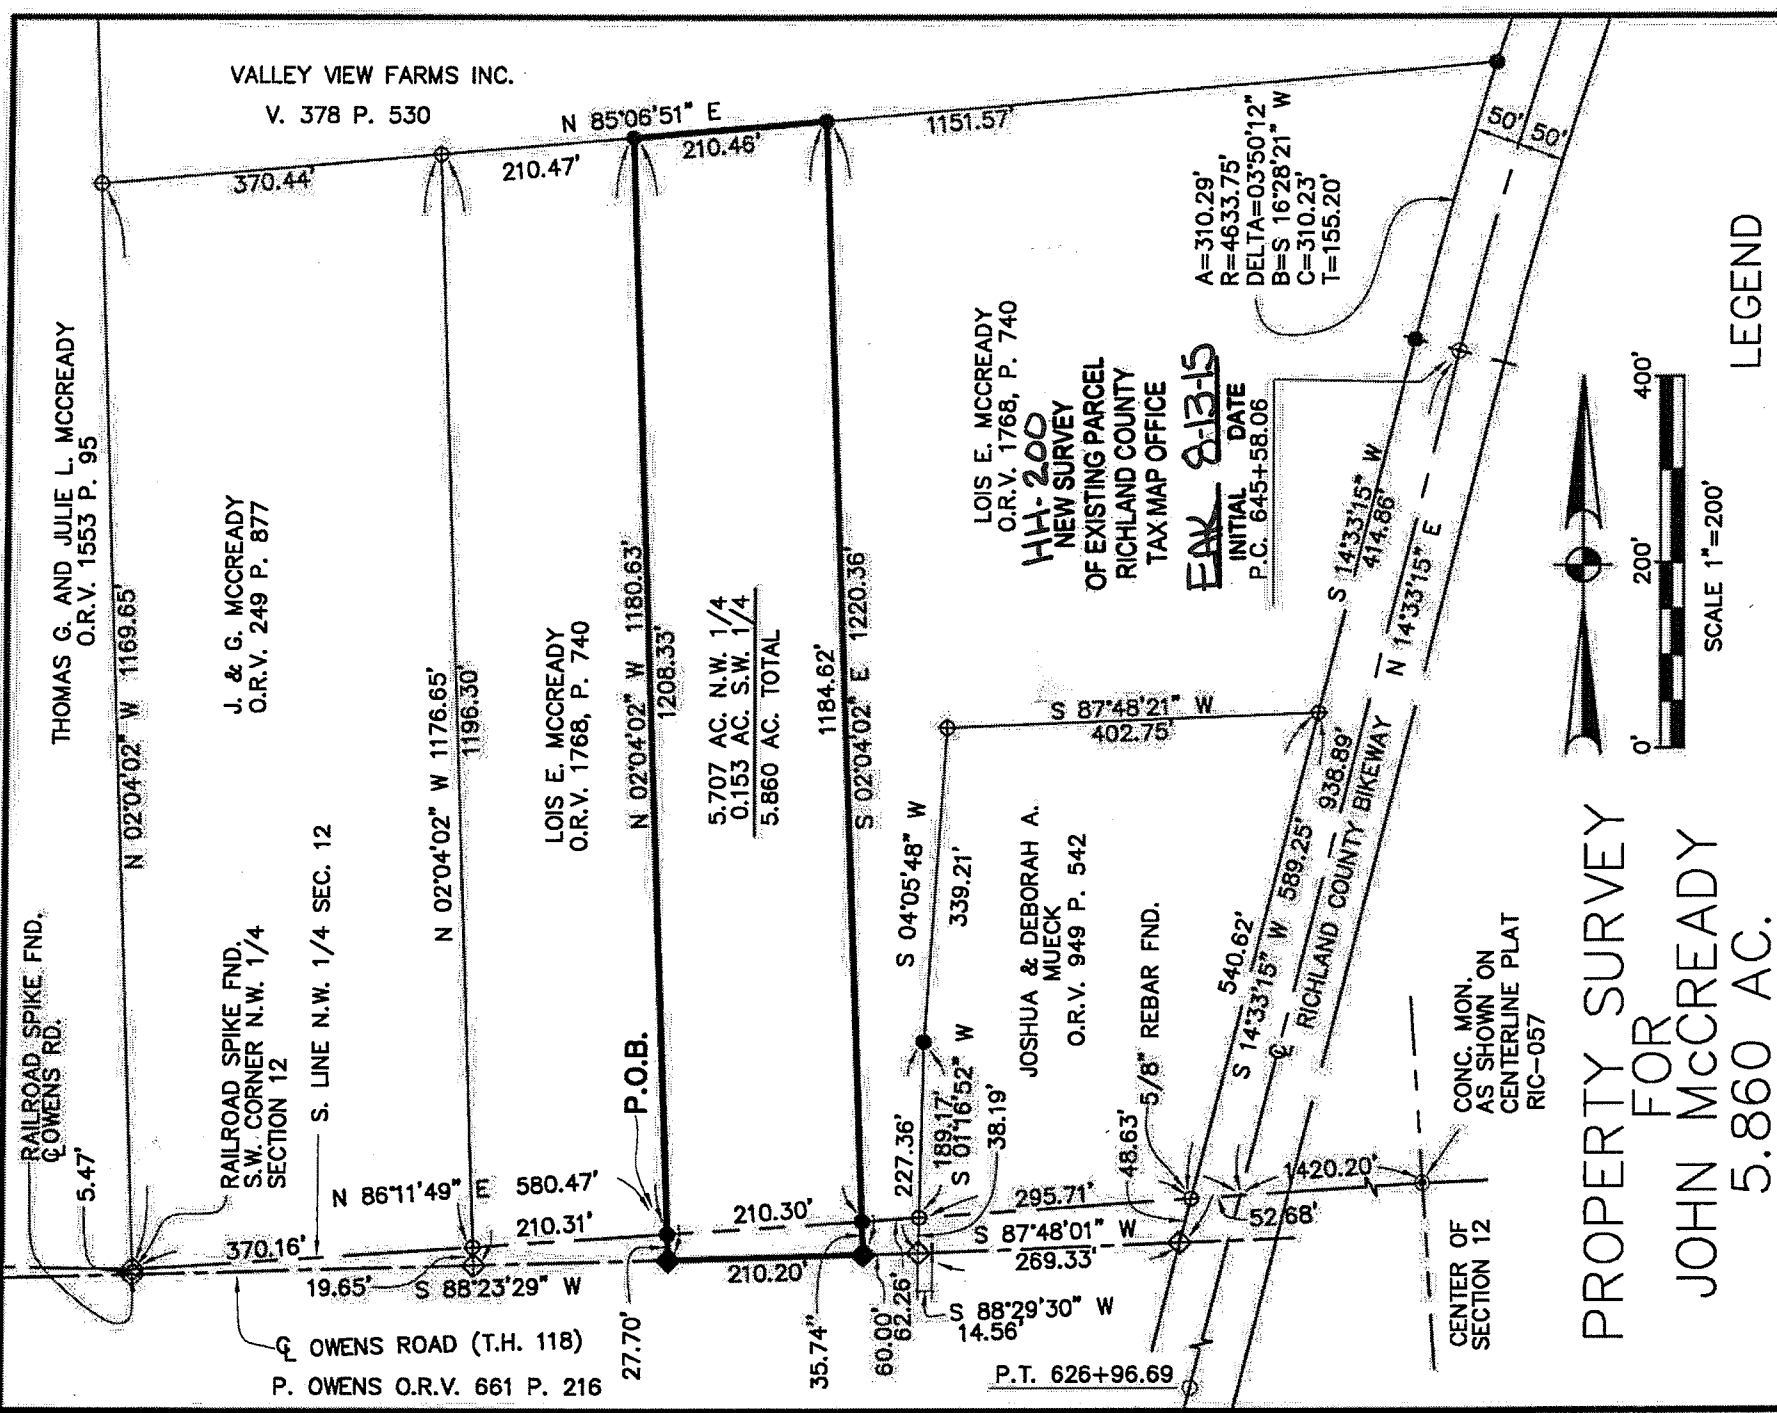 VALLEY VIEW FARMS INC.
V. 378 P. 530
N 85°06'51" E
370.44'
210.47'
210.46'
1151.57'
50'
50'
THOMAS G. AND JULIE L. MCCREADY
O.R.V. 1553 P. 95
N 02°04'02" W 1169.65'
J. & G. MCCREADY
O.R.V. 249 P. 877
N 02°04'02" W 1176.65'
1196.30'
LOIS E. MCCREADY
O.R.V. 1768, P. 740
N 02°04'02" W 1180.63'
1208.33'
5.707 AC. N.W. 1/4
0.153 AC. S.W. 1/4
5.860 AC. TOTAL
1184.62'
S 02°04'02" E 1220.36'
LOIS E. MCCREADY
O.R.V. 1768, P. 740
HH-200
NEW SURVEY
OF EXISTING PARCEL
RICHLAND COUNTY
TAX MAP OFFICE
EAK 8-13-15
INITIAL DATE
P.C. 645+58.06
A=310.29'
R=4633.75'
DELTA=03°50'12"
B=S 16°28'21" W
C=310.23'
T=155.20'
S 14°33'15" W
414.86'
N 14°33'15" E
938.89'
S 87°48'21" W
402.75'
S 04°05'48" W
339.21'
JOSHUA & DEBORAH A.
MUECK
O.R.V. 949 P. 542
S 01°16'52" W
189.17'
227.36'
38.19'
5/8" REBAR FND.
48.63'
540.62'
S 14°33'15" W 589.25'
℄ RICHLAND COUNTY BIKEWAY
RAILROAD SPIKE FND.
℄ OWENS RD.
5.47'
RAILROAD SPIKE FND.
S.W. CORNER N.W. 1/4
SECTION 12
S. LINE N.W. 1/4 SEC. 12
P.O.B.
N 86°11'49" E 580.47'
370.16'
210.31'
210.30'
295.71'
1420.20'
19.65'
S 88°23'29" W
210.20'
S 87°48'01" W
269.33'
52.68'
27.70'
35.74"
60.00'
62.26'
S 88°29'30" W
14.56'
℄ OWENS ROAD (T.H. 118)
P. OWENS O.R.V. 661 P. 216
P.T. 626+96.69
CONC. MON.
AS SHOWN ON
CENTERLINE PLAT
RIC-057
CENTER OF
SECTION 12
0'
200'
400'
SCALE 1"=200'
LEGEND
PROPERTY SURVEY
FOR
JOHN McCREADY
5.860 AC.